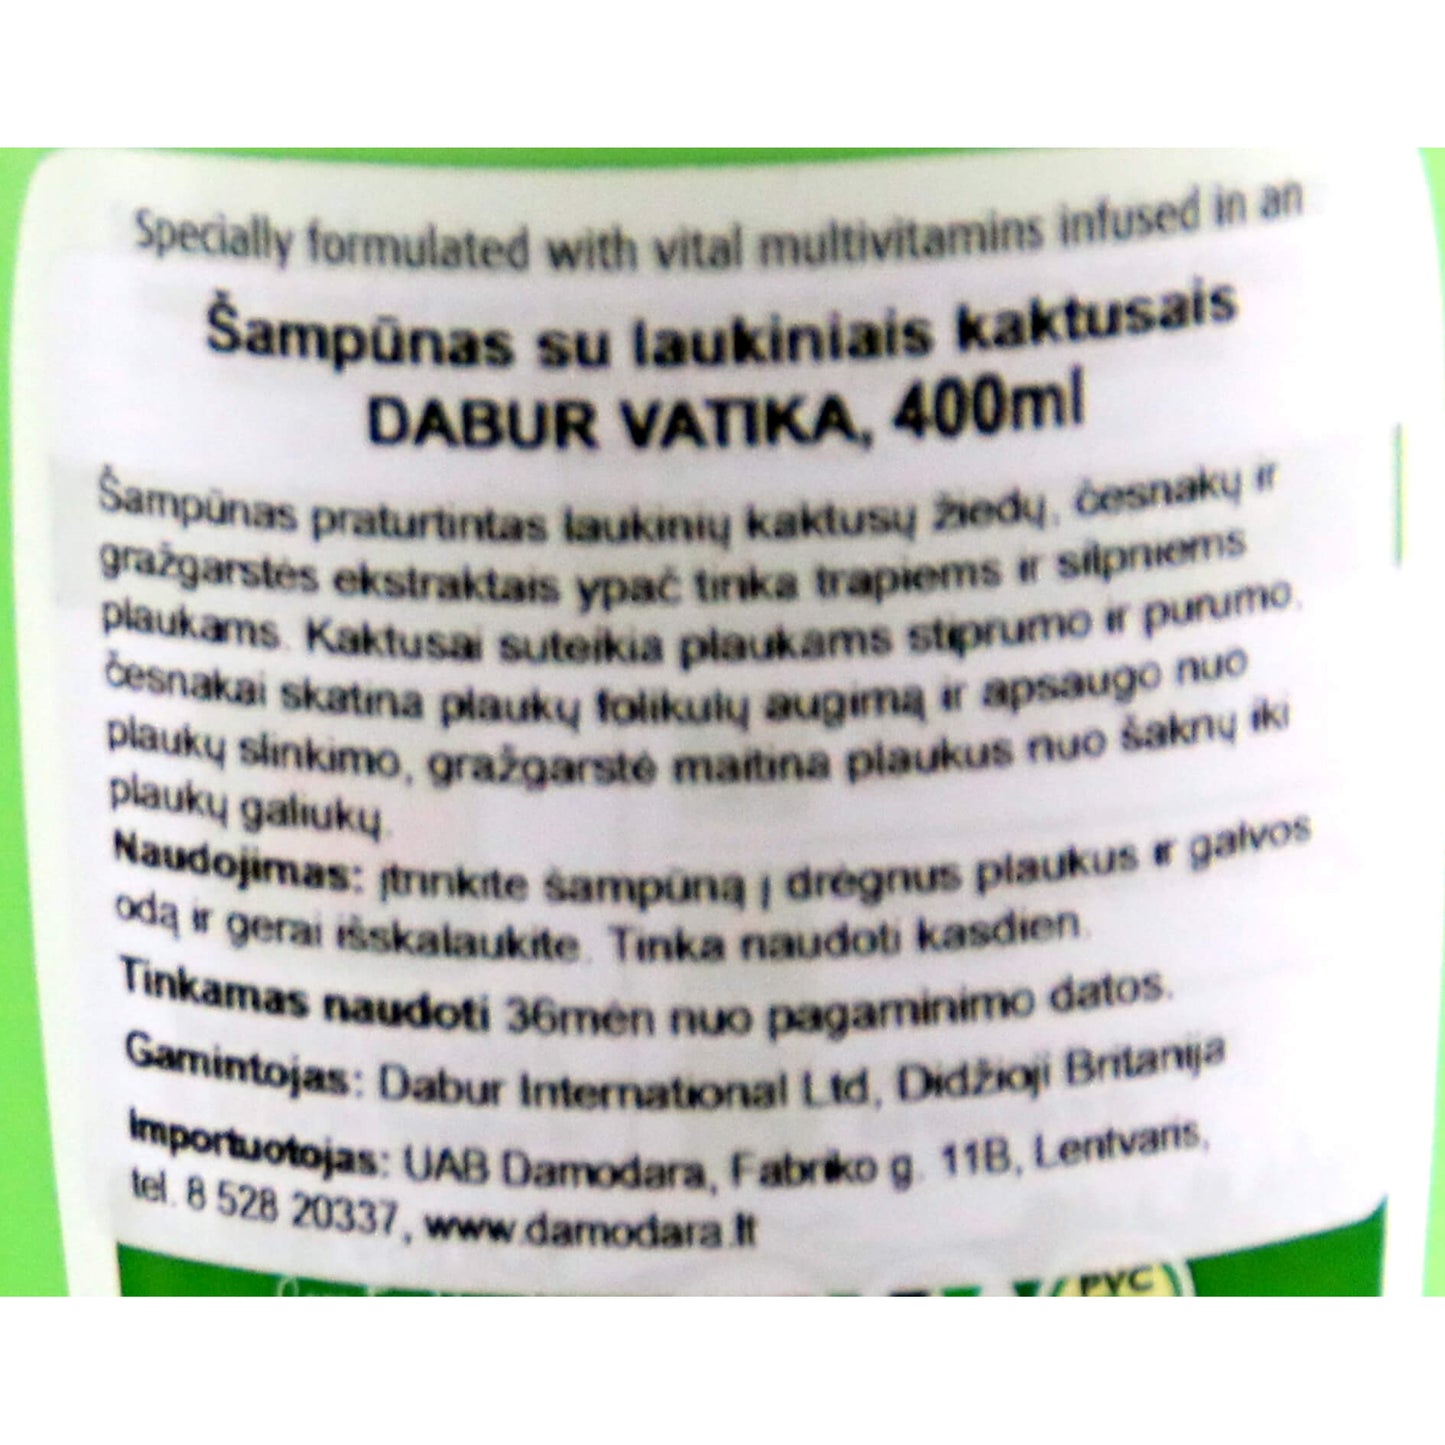 Specially formulated with vital multivitamins infused in an
Šampūnas su laukiniais kaktusais
DABUR VATIKA, 400ml
Šampūnas praturtintas laukinių kaktusų žiedų, česnakų ir
gražgarstės ekstraktais ypač tinka trapiems ir silpniems
plaukams. Kaktusai suteikia plaukams stiprumo ir purumo,
česnakai skatina plaukų folikulų augimą ir apsaugo nuo
plaukų slinkimo, gražgarstė maitina plaukus nuo šaknų iki
plaukų galiukų.
Naudojimas: įtrinkite šampūną į drėgnus plaukus ir galvos
odą ir gerai išskalaukite. Tinka naudoti kasdien.
Tinkamas naudoti 36mėn nuo pagaminimo datos.
Gamintojas: Dabur International Ltd, Didžioji Britanija
Importuotojas: UAB Damodara, Fabriko g. 11B, Lentvaris,
tel. 8 528 20337, www.damodara.lt
PVC